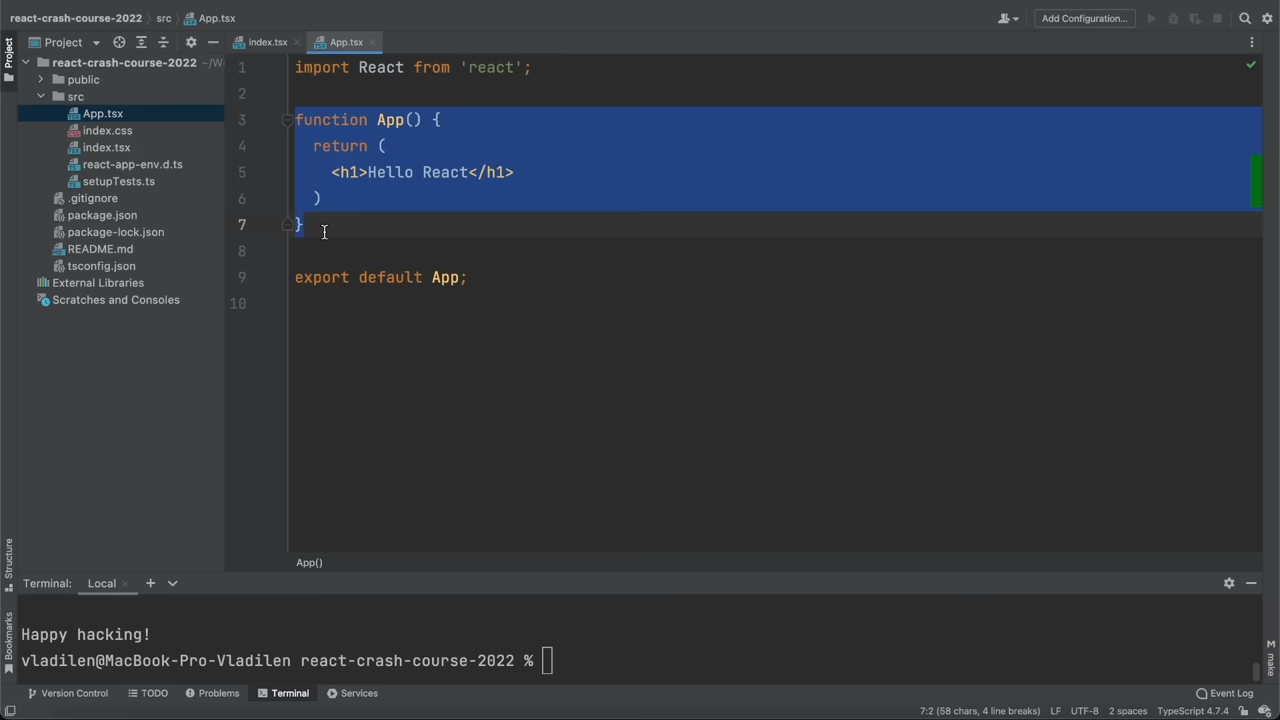 react-crash-course-2022 > src > App.tsx
Add Configuration...
Project
Project
index.tsx
App.tsx
react-crash-course-2022 ~/W
public
src
App.tsx
index.css
index.tsx
react-app-env.d.ts
setupTests.ts
.gitignore
package.json
package-lock.json
README.md
tsconfig.json
External Libraries
Scratches and Consoles
1 import React from 'react';
2
3 function App() {
4 return (
5 <h1>Hello React</h1>
6 )
7 }
8
9 export default App;
10
App()
Structure
Bookmarks
Terminal: Local
Happy hacking!
vladilen@MacBook-Pro-Vladilen react-crash-course-2022 %
M make
Version Control
TODO
Problems
Terminal
Services
Event Log
7:2 (58 chars, 4 line breaks) LF UTF-8 2 spaces TypeScript 4.7.4